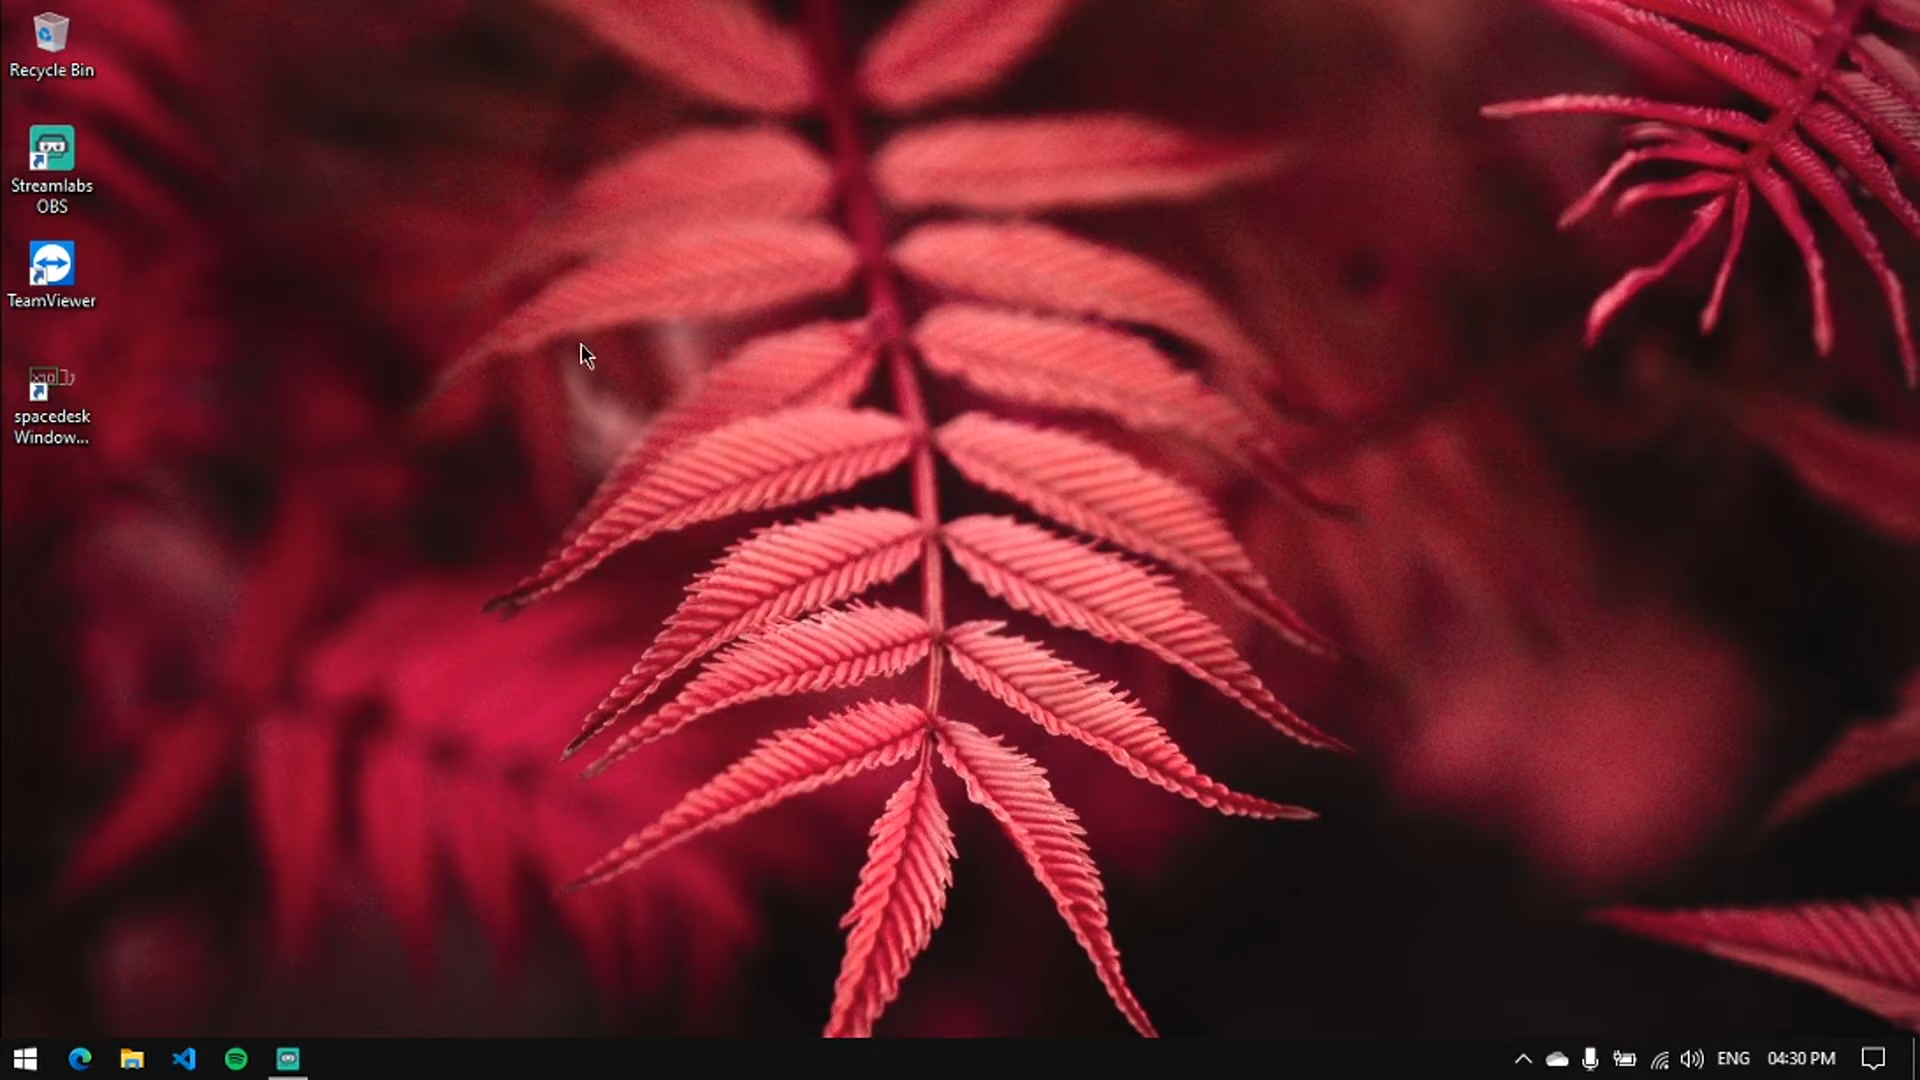 Recycle Bin
Streamlabs
OBS
TeamViewer
spacedesk
Window...
ENG
04:30 PM